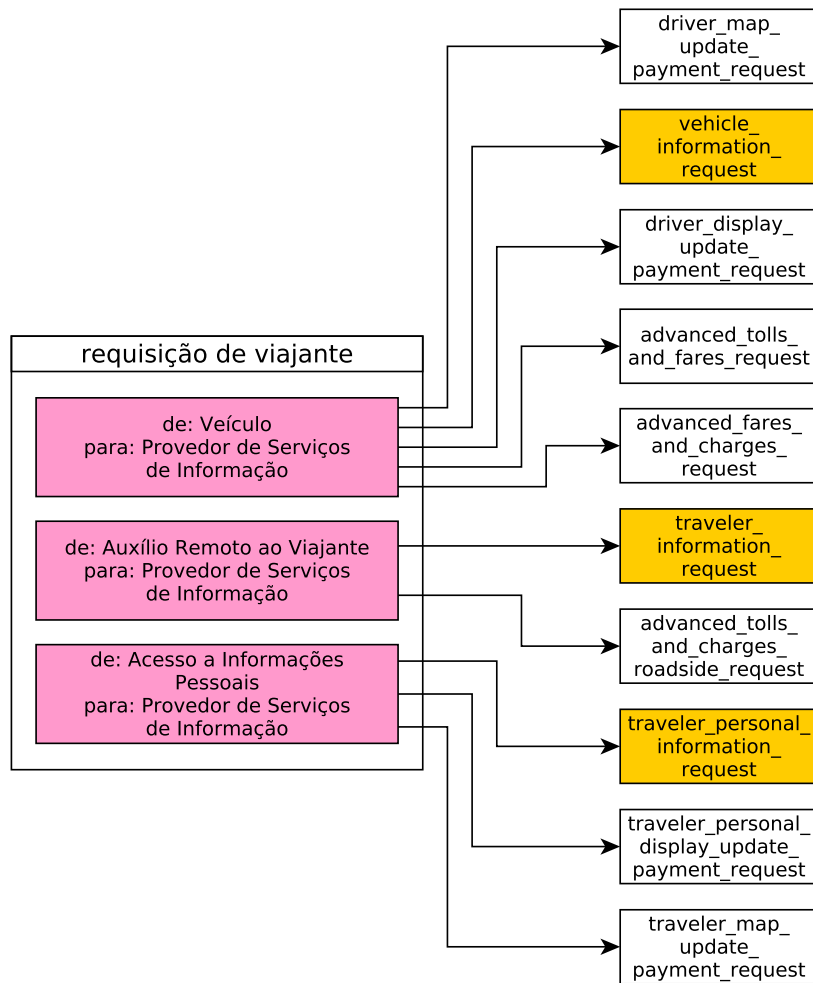 requisição de viajante
de: Veículo
para: Provedor de Serviços
de Informação
de: Auxílio Remoto ao Viajante
para: Provedor de Serviços
de Informação
de: Acesso a Informações
Pessoais
para: Provedor de Serviços
de Informação
driver_map_
update_
payment_request
vehicle_
information_
request
driver_display_
update_
payment_request
advanced_tolls_
and_fares_request
advanced_fares_
and_charges_
request
traveler_
information_
request
advanced_tolls_
and_charges_
roadside_request
traveler_personal_
information_
request
traveler_personal_
display_update_
payment_request
traveler_map_
update_
payment_request